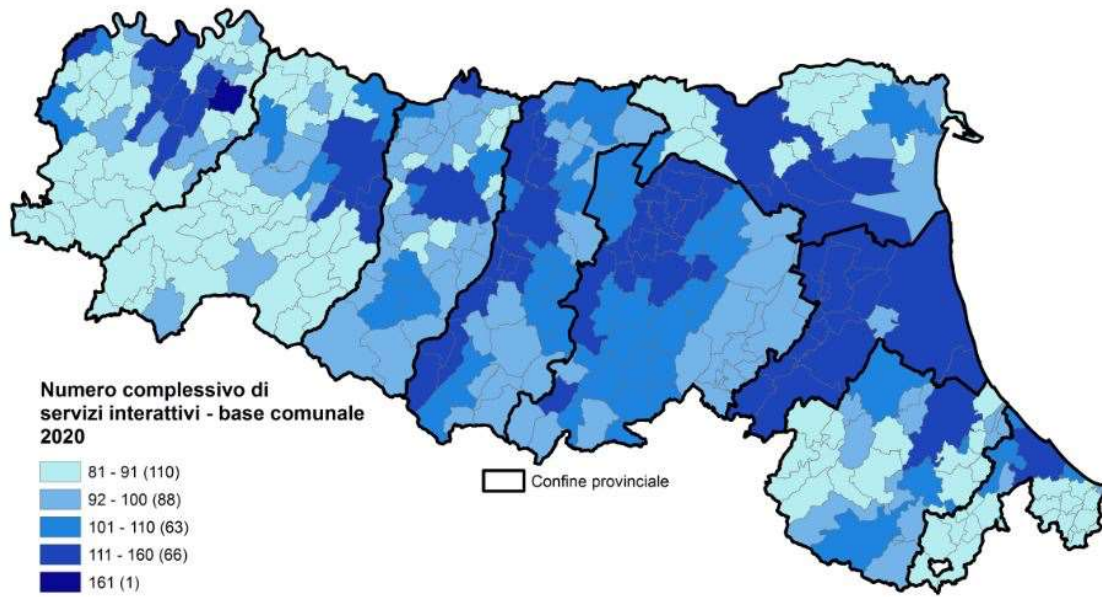 Numero complessivo di
servizi interattivi - base comunale
2020
81 - 91 (110)
92 - 100 (88)
101 - 110 (63)
111 - 160 (66)
161 (1)
Confine provinciale